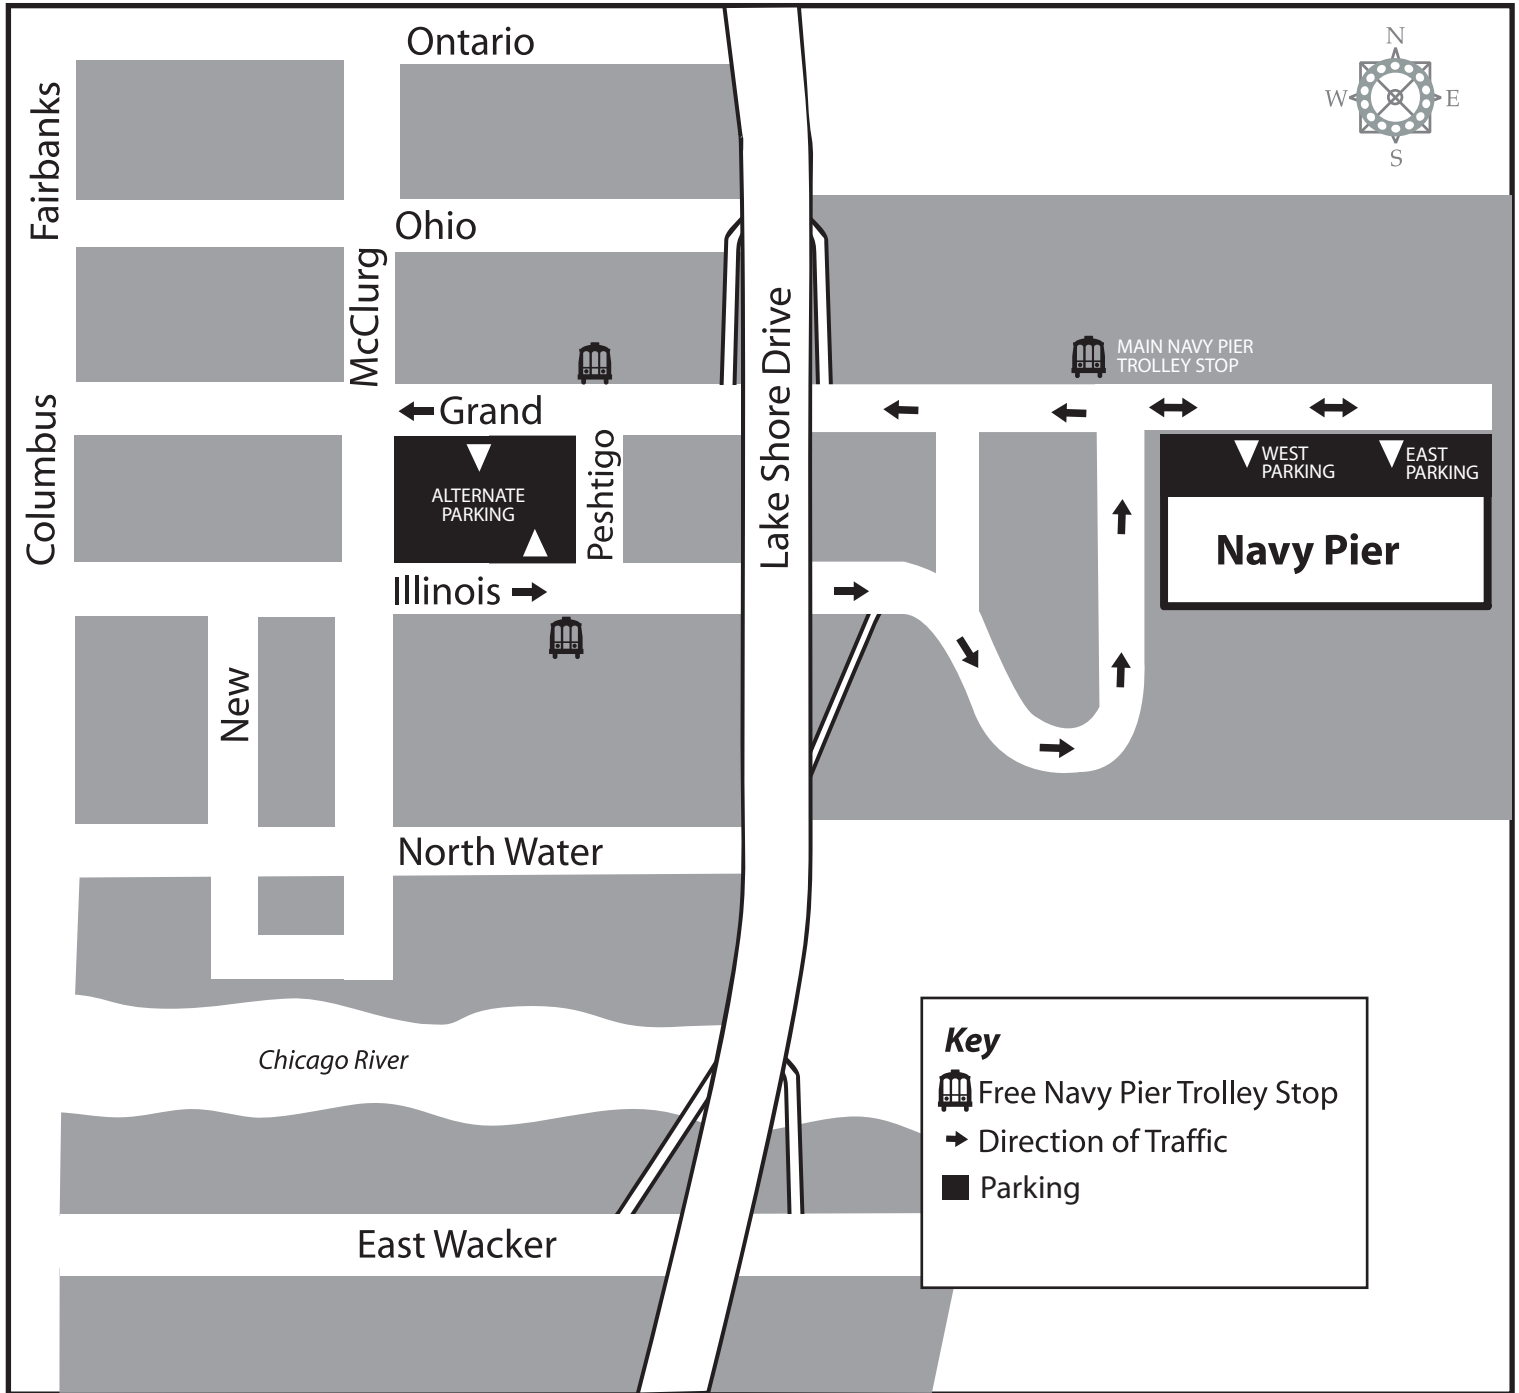 Ontario
N
W
E
S
Fairbanks
Ohio
McClurg
Lake Shore Drive
MAIN NAVY PIER
TROLLEY STOP
Grand
Columbus
Peshtigo
ALTERNATE
PARKING
WEST
PARKING
EAST
PARKING
Navy Pier
Illinois
New
North Water
Chicago River
Key
Free Navy Pier Trolley Stop
Direction of Traffic
Parking
East Wacker